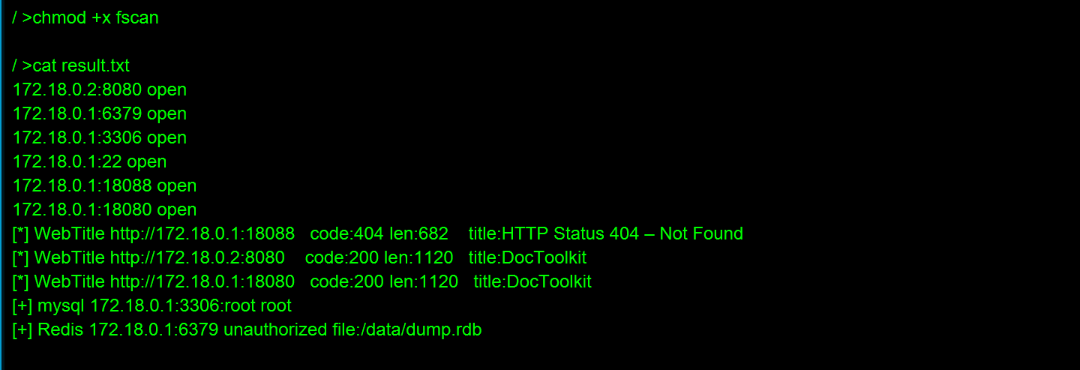 / >chmod +x fscan
/ >cat result.txt
172.18.0.2:8080 open
172.18.0.1:6379 open
172.18.0.1:3306 open
172.18.0.1:22 open
172.18.0.1:18088 open
172.18.0.1:18080 open
[*] WebTitle http://172.18.0.1:18088 code:404 len:682 title:HTTP Status 404 – Not Found
[*] WebTitle http://172.18.0.2:8080 code:200 len:1120 title:DocToolkit
[*] WebTitle http://172.18.0.1:18080 code:200 len:1120 title:DocToolkit
[+] mysql 172.18.0.1:3306:root root
[+] Redis 172.18.0.1:6379 unauthorized file:/data/dump.rdb